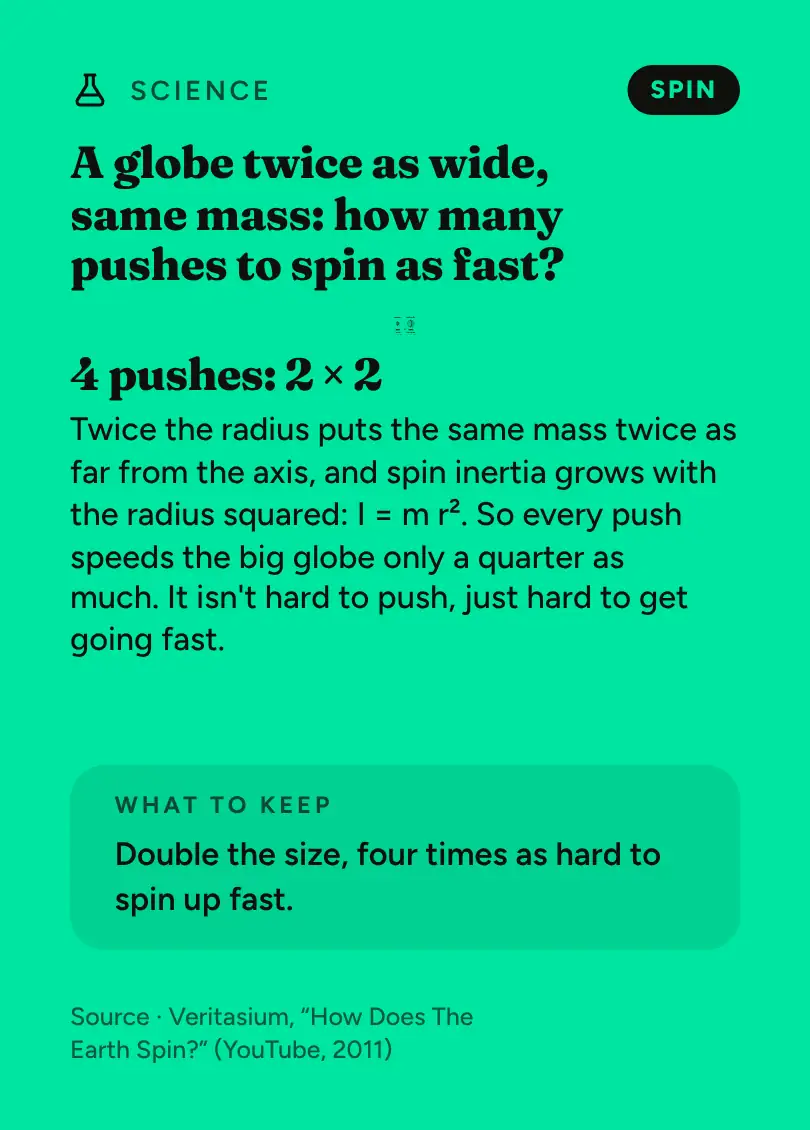 SCIENCE
SPIN
A globe twice as wide,
same mass: how many
pushes to spin as fast?
4 pushes: 2 × 2
Twice the radius puts the same mass twice as
far from the axis, and spin inertia grows with
the radius squared: I = m r². So every push
speeds the big globe only a quarter as
much. It isn't hard to push, just hard to get
going fast.
WHAT TO KEEP
Double the size, four times as hard to
spin up fast.
Source · Veritasium, “How Does The
Earth Spin?” (YouTube, 2011)